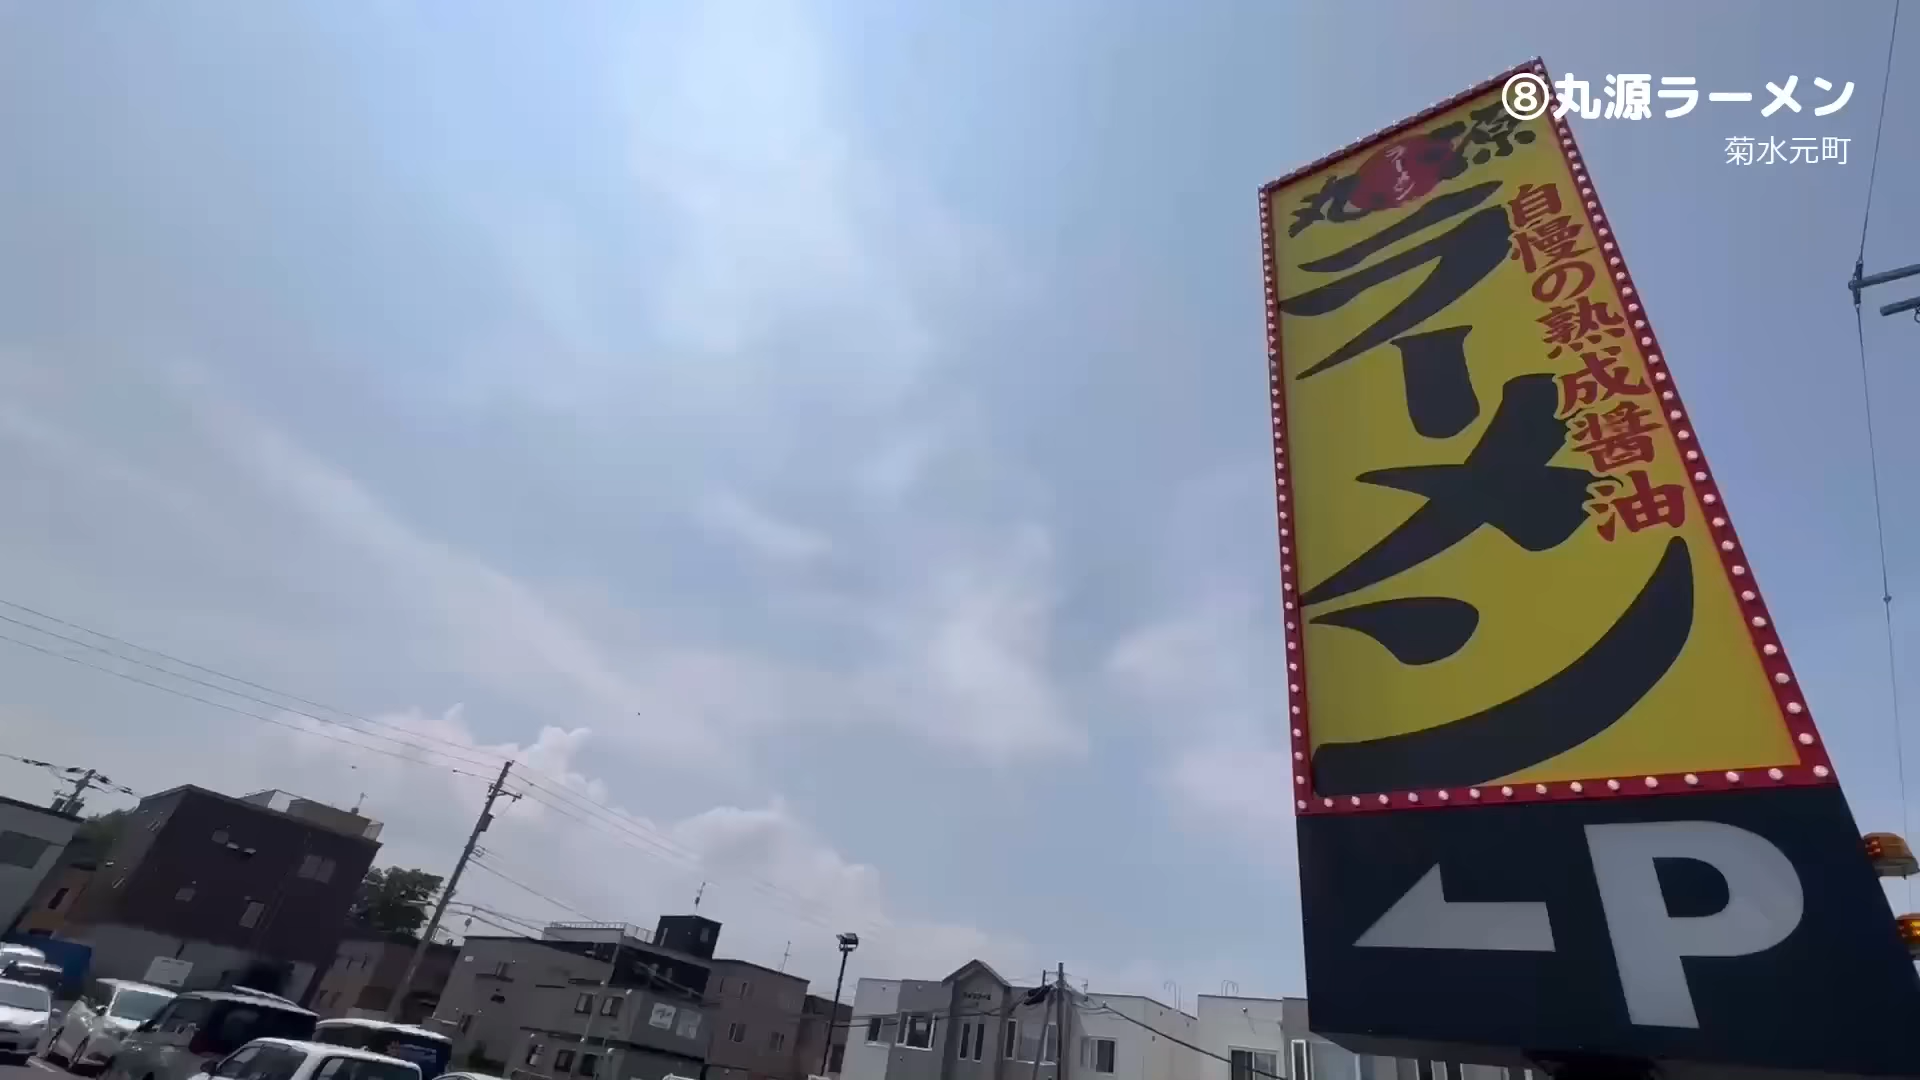 ⑧丸源ラーメン
菊水元町
丸源
ラーメン
ラーメン
自慢の熟成醤油
P